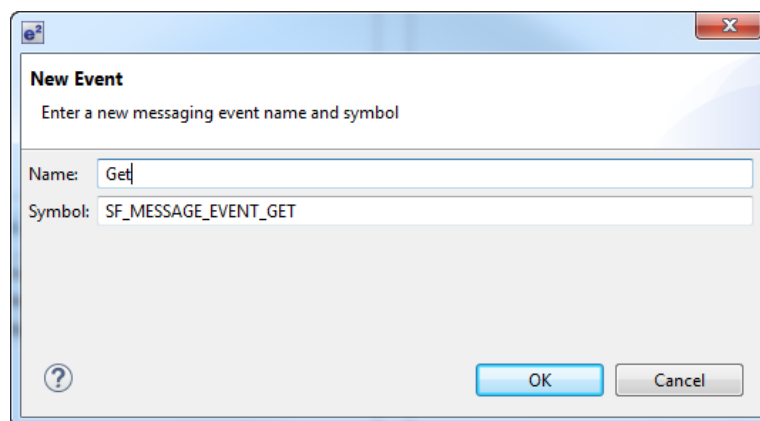 e²
New Event
Enter a new messaging event name and symbol
Name: Get
Symbol: SF_MESSAGE_EVENT_GET
?
OK Cancel